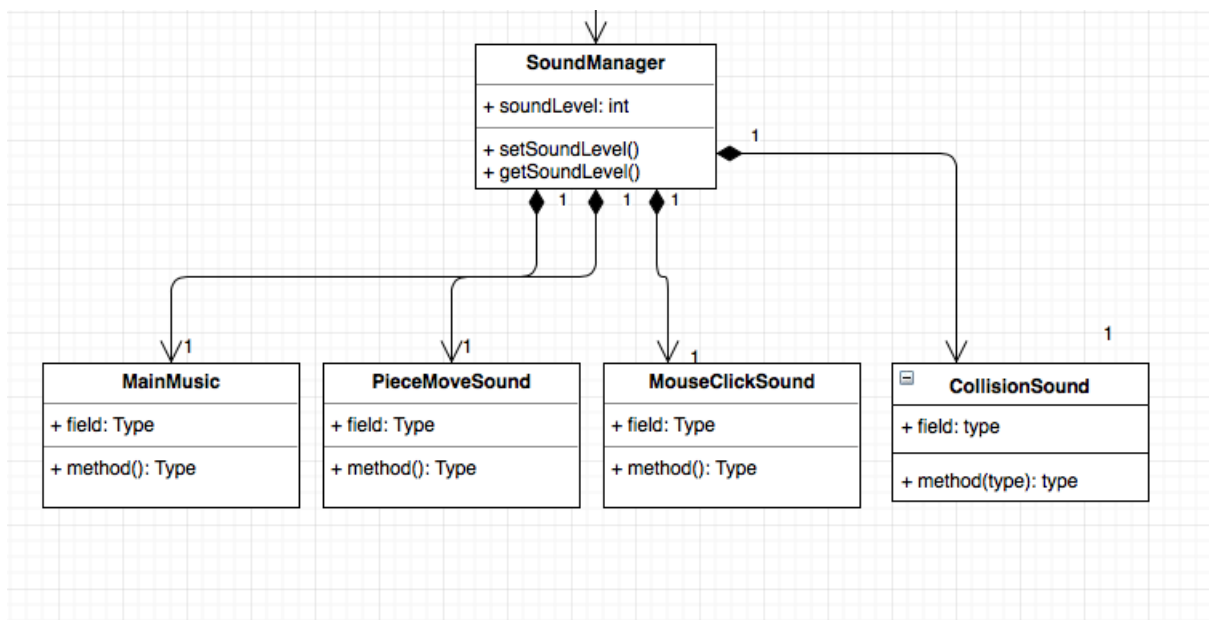 SoundManager
+ soundLevel: int
+ setSoundLevel()
+ getSoundLevel()
1
1
1
1
1
1
1
1
MainMusic
+ field: Type
+ method(): Type
PieceMoveSound
+ field: Type
+ method(): Type
MouseClickSound
+ field: Type
+ method(): Type
CollisionSound
+ field: type
+ method(type): type